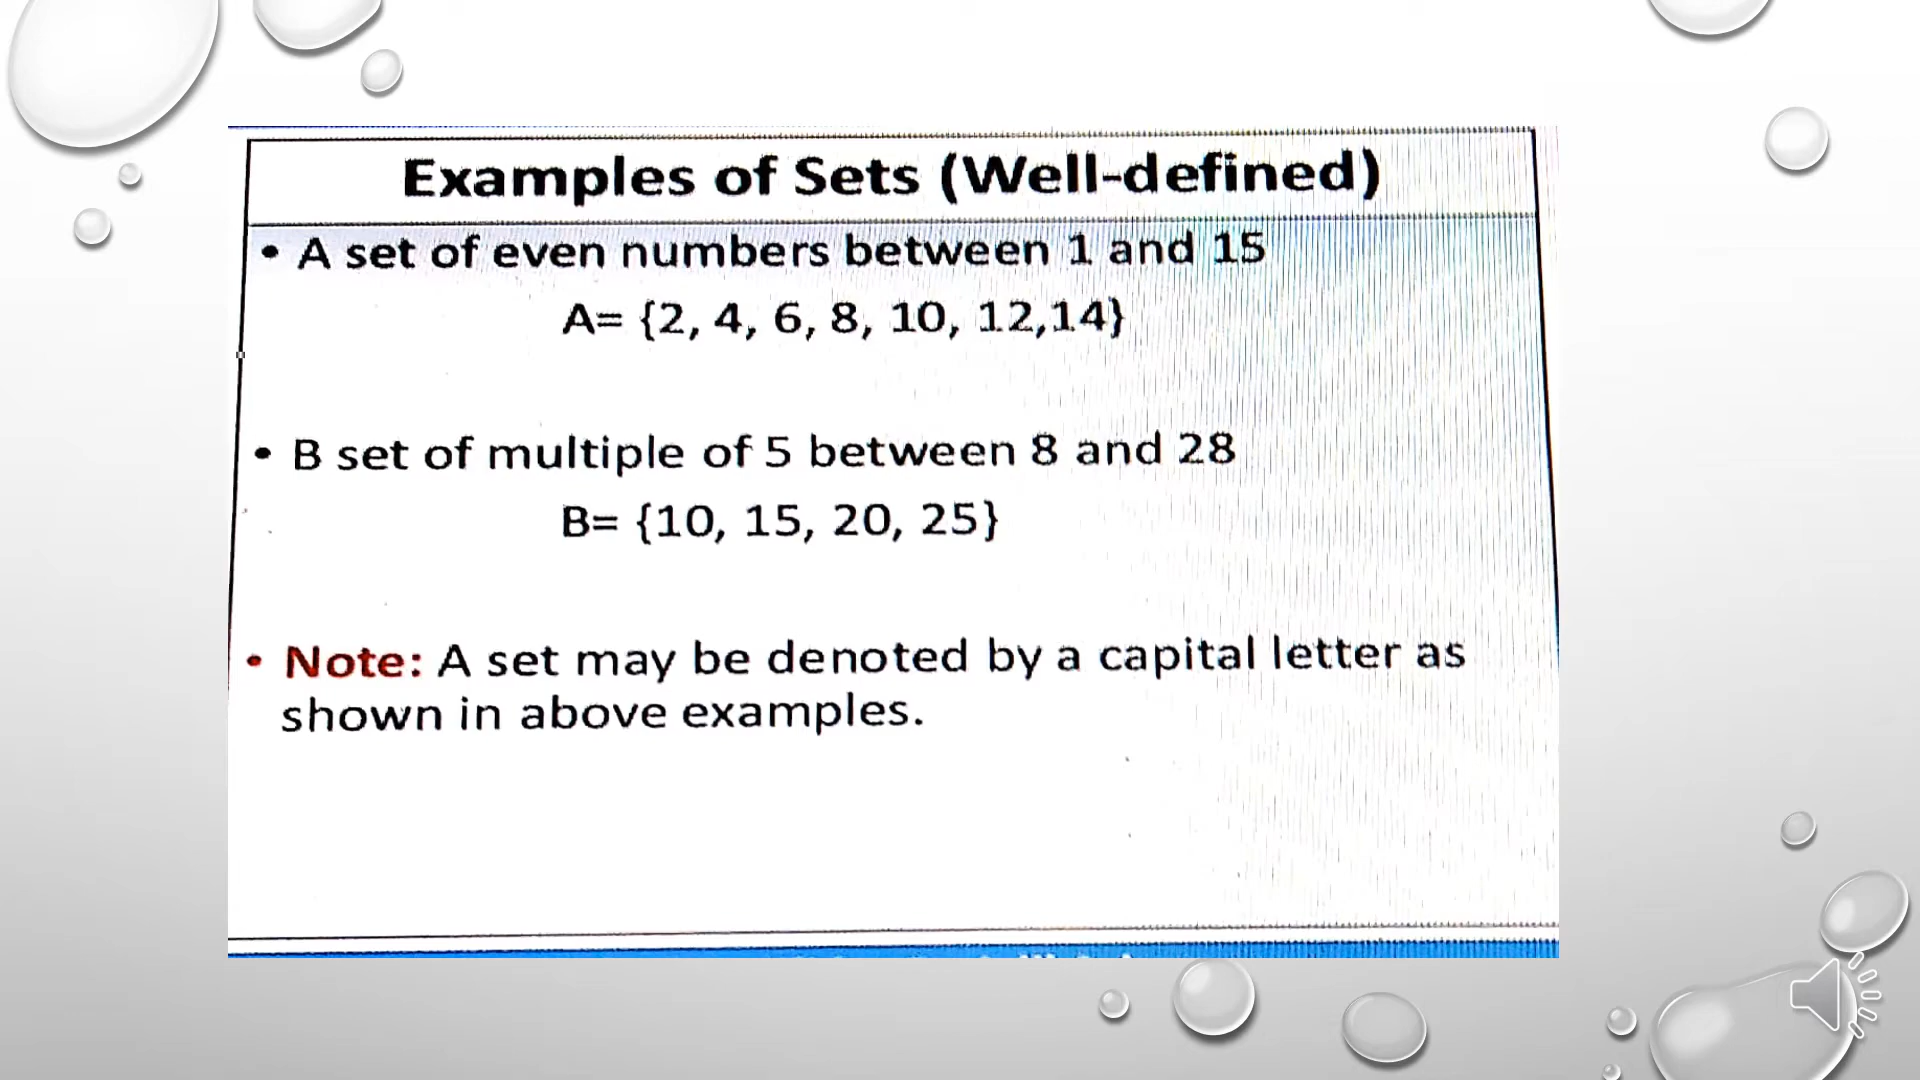 Examples of Sets (Well-defined)
• A set of even numbers between 1 and 15
A= {2, 4, 6, 8, 10, 12,14}
• B set of multiple of 5 between 8 and 28
B= {10, 15, 20, 25}
• Note: A set may be denoted by a capital letter as
shown in above examples.